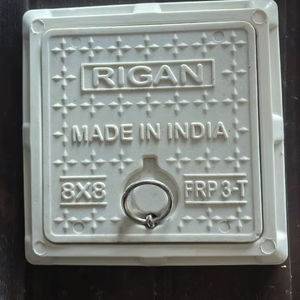 RIGAN
MADE IN INDIA
8X8 FRP 3-T